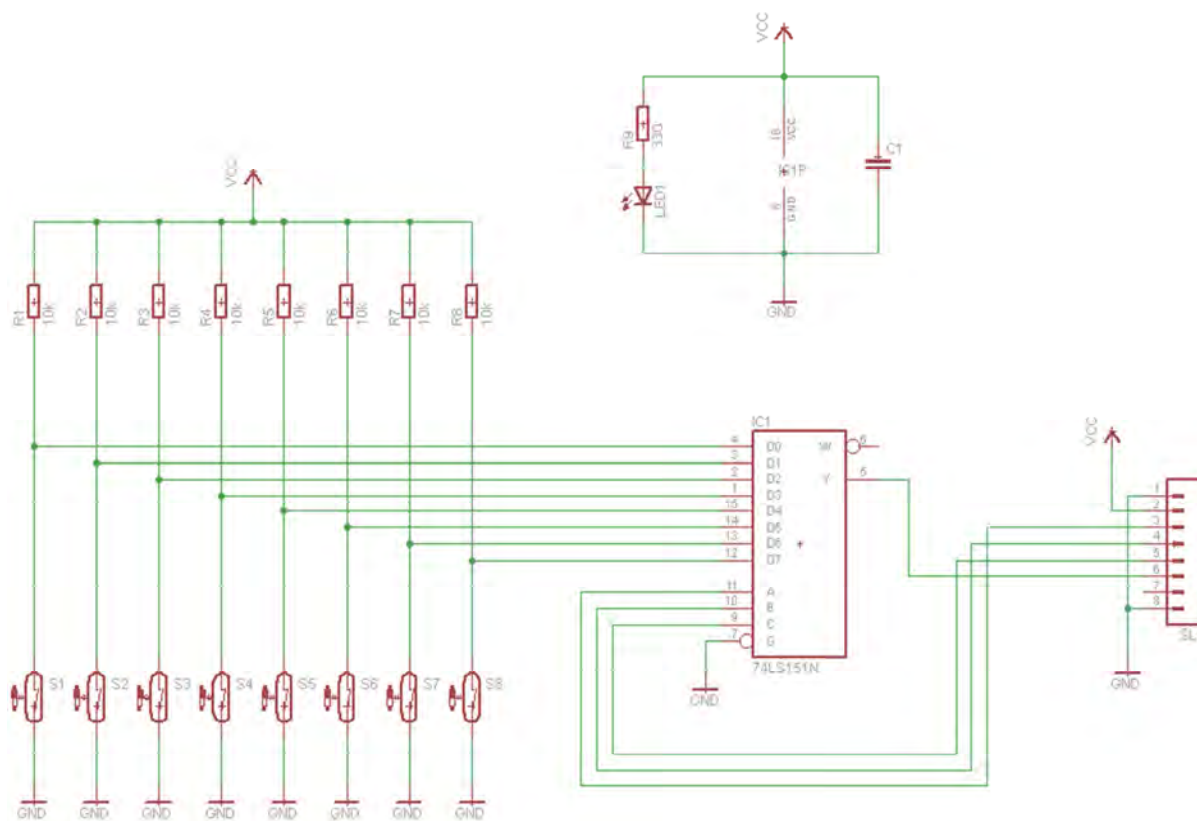 VCC
R9
330
LED1
18
VCC
IC1P
8
GND
C1
GND
VCC
R1
10k
R2
10k
R3
10k
R4
10k
R5
10k
R6
10k
R7
10k
R8
10k
IC1
4 D0
3 D1
2 D2
1 D3
15 D4
14 D5
13 D6
12 D7
11 A
10 B
9 C
7 G
W 6
Y 5
74LS151N
GND
VCC
1
2
3
4
5
6
7
8
SL
GND
S1
S2
S3
S4
S5
S6
S7
S8
GND
GND
GND
GND
GND
GND
GND
GND